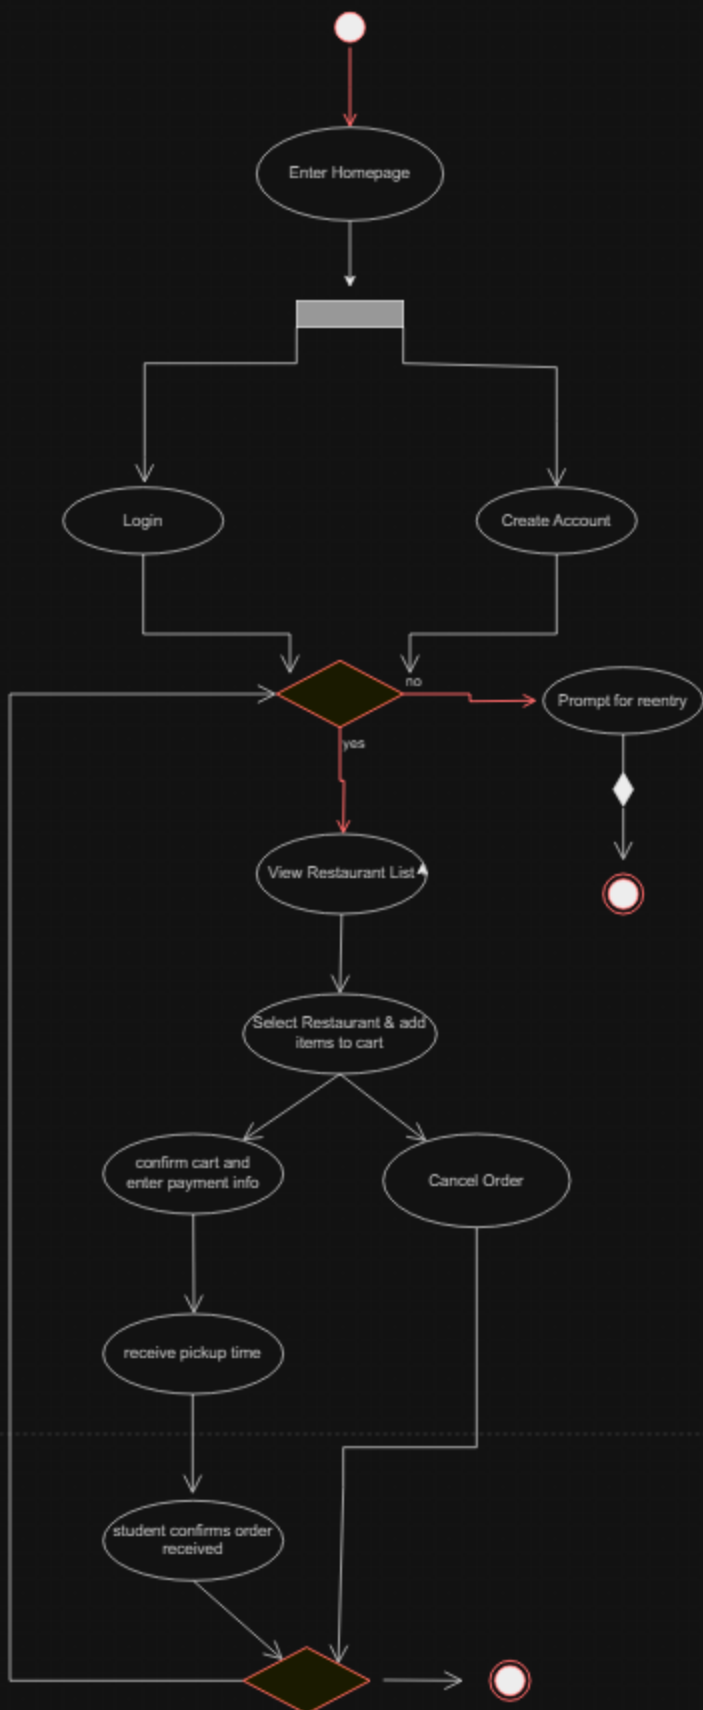 Enter Homepage
Login
Create Account
no
Prompt for reentry
yes
View Restaurant List
Select Restaurant & add
items to cart
confirm cart and
enter payment info
Cancel Order
receive pickup time
student confirms order
received